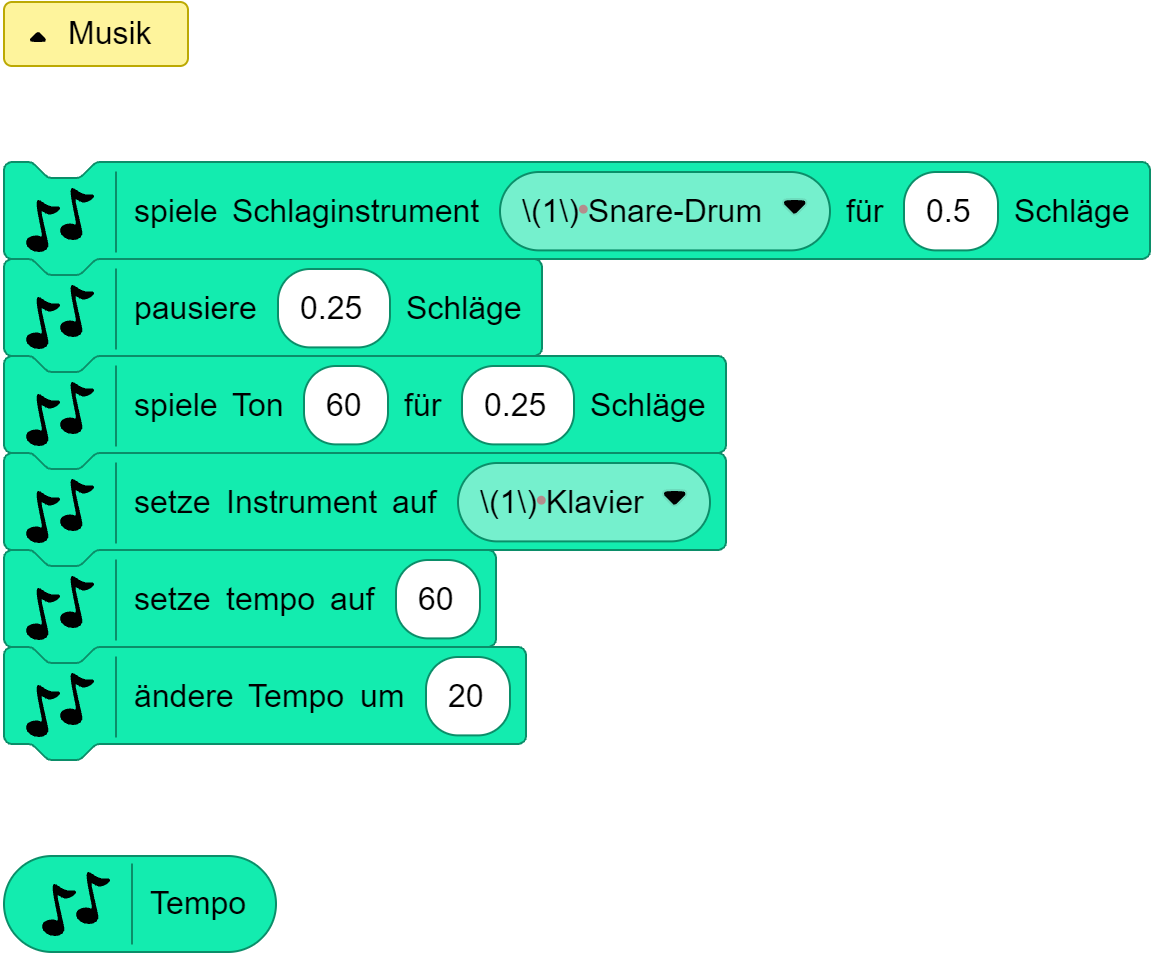 Musik
spiele Schlaginstrument \(1\)•Snare-Drum für 0.5 Schläge
pausiere 0.25 Schläge
spiele Ton 60 für 0.25 Schläge
setze Instrument auf \(1\)•Klavier
setze tempo auf 60
ändere Tempo um 20
Tempo